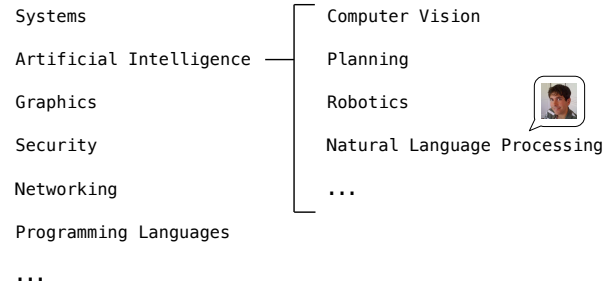 Systems
Artificial Intelligence
Graphics
Security
Networking
Programming Languages
...
Computer Vision
Planning
Robotics
Natural Language Processing
...